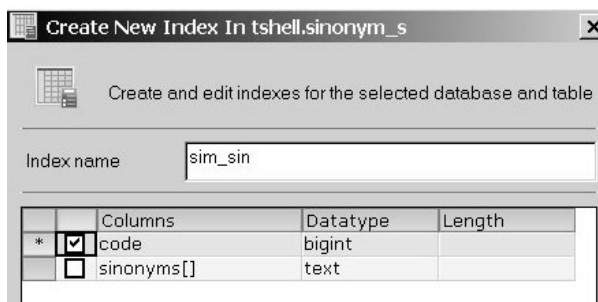 Create New Index In tshell.sinonym_s
Create and edit indexes for the selected database and table
Index name sim_sin
Columns Datatype Length
* code bigint
sinonyms[] text